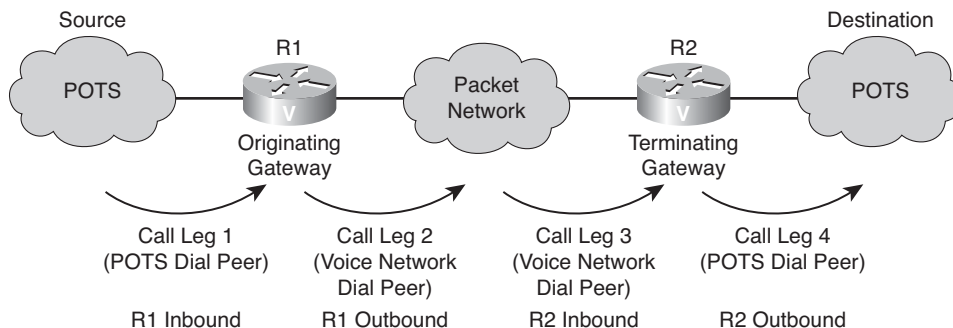 Source
Destination
R1
R2
POTS
Packet
Network
POTS
V
V
Originating
Gateway
Terminating
Gateway
Call Leg 1
(POTS Dial Peer)
Call Leg 2
(Voice Network
Dial Peer)
Call Leg 3
(Voice Network
Dial Peer)
Call Leg 4
(POTS Dial Peer)
R1 Inbound
R1 Outbound
R2 Inbound
R2 Outbound